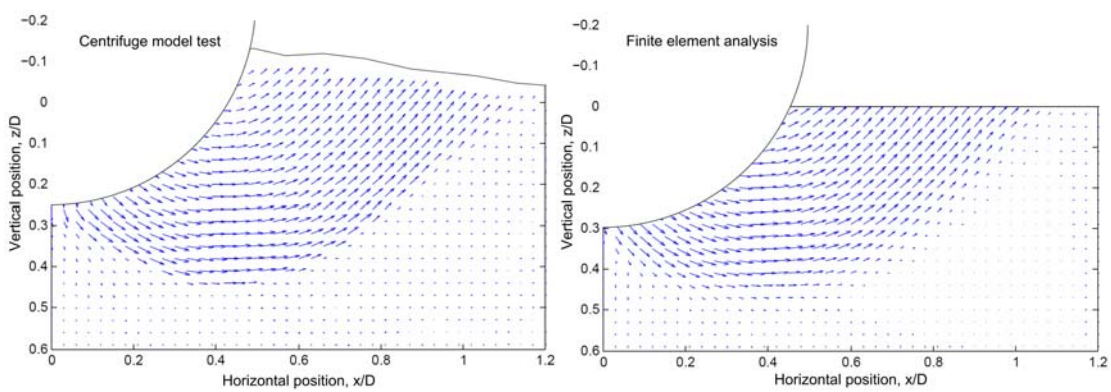 −0.2
Centrifuge model test
−0.1
0
0.1
0.2
0.3
0.4
0.5
0.6
Vertical position, z/D
0 0.2 0.4 0.6 0.8 1 1.2
Horizontal position, x/D
−0.2
Finite element analysis
−0.1
0
0.1
0.2
0.3
0.4
0.5
0.6
Vertical position, z/D
0 0.2 0.4 0.6 0.8 1 1.2
Horizontal position, x/D